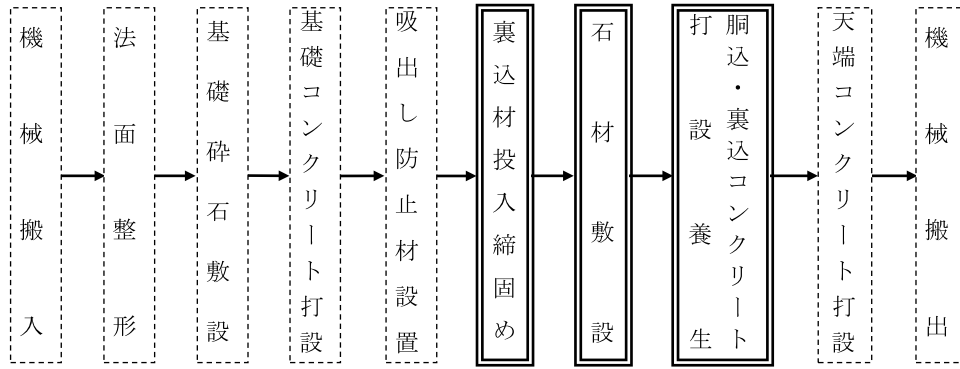 機械搬入
法面整形
基礎砕石敷設
基礎コンクリート打設
吸出し防止材設置
裏込材投入締固め
石材敷設
胴込・裏込コンクリート
打設養生
天端コンクリート打設
機械搬出